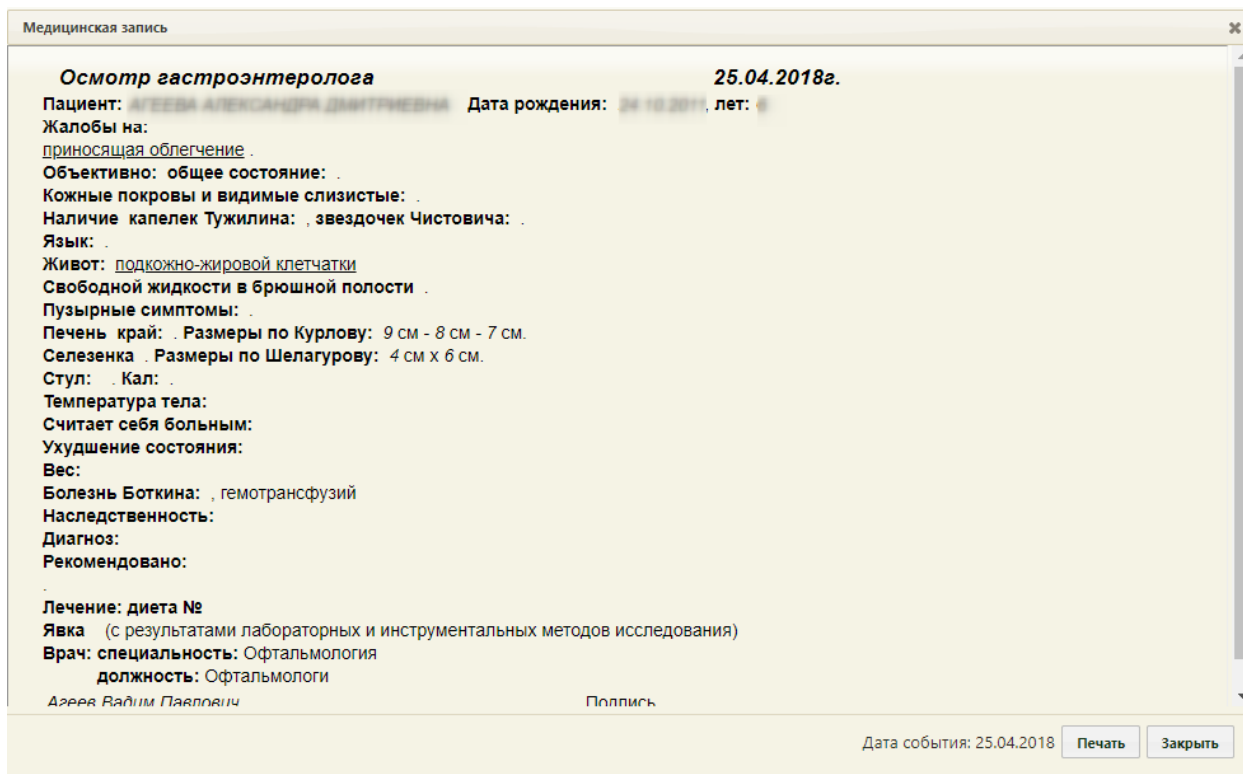 Медицинская запись
Осмотр гастроэнтеролога 25.04.2018г.
Пациент: Дата рождения: , лет:
Жалобы на:
приносящая облегчение .
Объективно: общее состояние: .
Кожные покровы и видимые слизистые: .
Наличие капелек Тужилина: , звездочек Чистовича: .
Язык: .
Живот: подкожно-жировой клетчатки
Свободной жидкости в брюшной полости .
Пузырные симптомы: .
Печень край: . Размеры по Курлову: 9 см - 8 см - 7 см.
Селезенка . Размеры по Шелагурову: 4 см х 6 см.
Стул: . Кал: .
Температура тела:
Считает себя больным:
Ухудшение состояния:
Вес:
Болезнь Боткина: , гемотрансфузий
Наследственность:
Диагноз:
Рекомендовано:
.
Лечение: диета №
Явка (с результатами лабораторных и инструментальных методов исследования)
Врач: специальность: Офтальмология
должность: Офтальмологи
Агеев Вадим Павлович Подпись
Дата события: 25.04.2018 Печать Закрыть